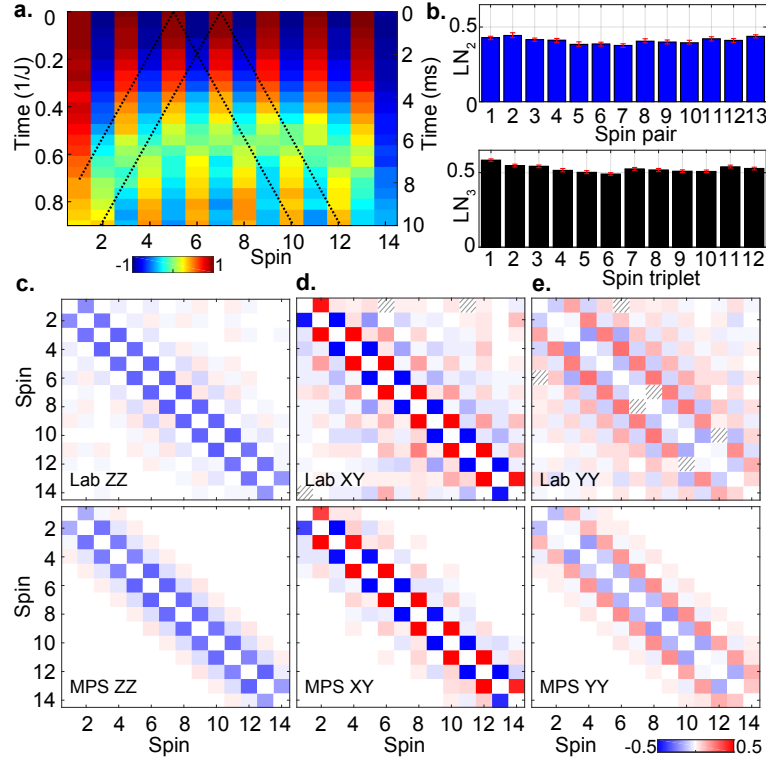 a.
0
0.2
0.4
0.6
0.8
Time (1/J)
0
2
4
6
8
10
Time (ms)
2 4 6 8 10 12 14
Spin
-1 1
b.
0.5
0
LN2
1 2 3 4 5 6 7 8 9 10 11 12 13
Spin pair
0.5
0
LN3
1 2 3 4 5 6 7 8 9 10 11 12
Spin triplet
c.
d.
e.
2
4
6
8
10
12
14
Spin
Lab ZZ
Lab XY
Lab YY
2
4
6
8
10
12
14
Spin
MPS ZZ
MPS XY
MPS YY
2 4 6 8 10 12 14
2 4 6 8 10 12 14
2 4 6 8 10 12 14
Spin
Spin
Spin
-0.5 0.5